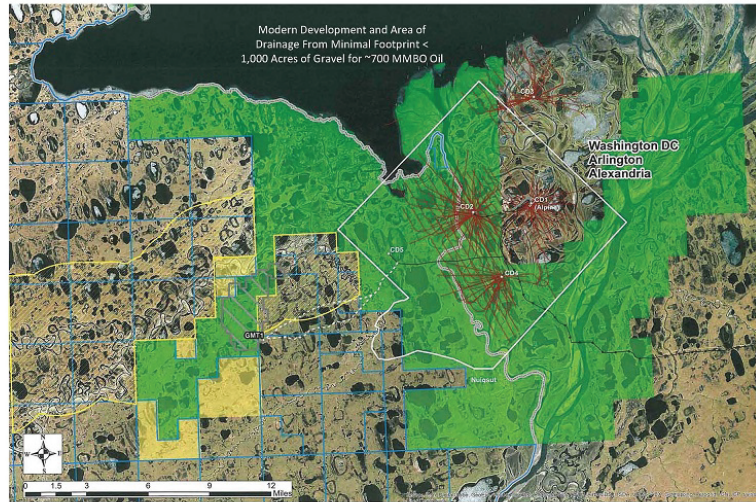 Modern Development and Area of
Drainage From Minimal Footprint <
1,000 Acres of Gravel for ~700 MMBO Oil
CD3
Washington DC
Arlington
Alexandria
CD2
CD1
(Alpine)
CD5
CD4
GMT1
Nuiqsut
N
W
E
S
0
1.5
3
6
9
12
Miles